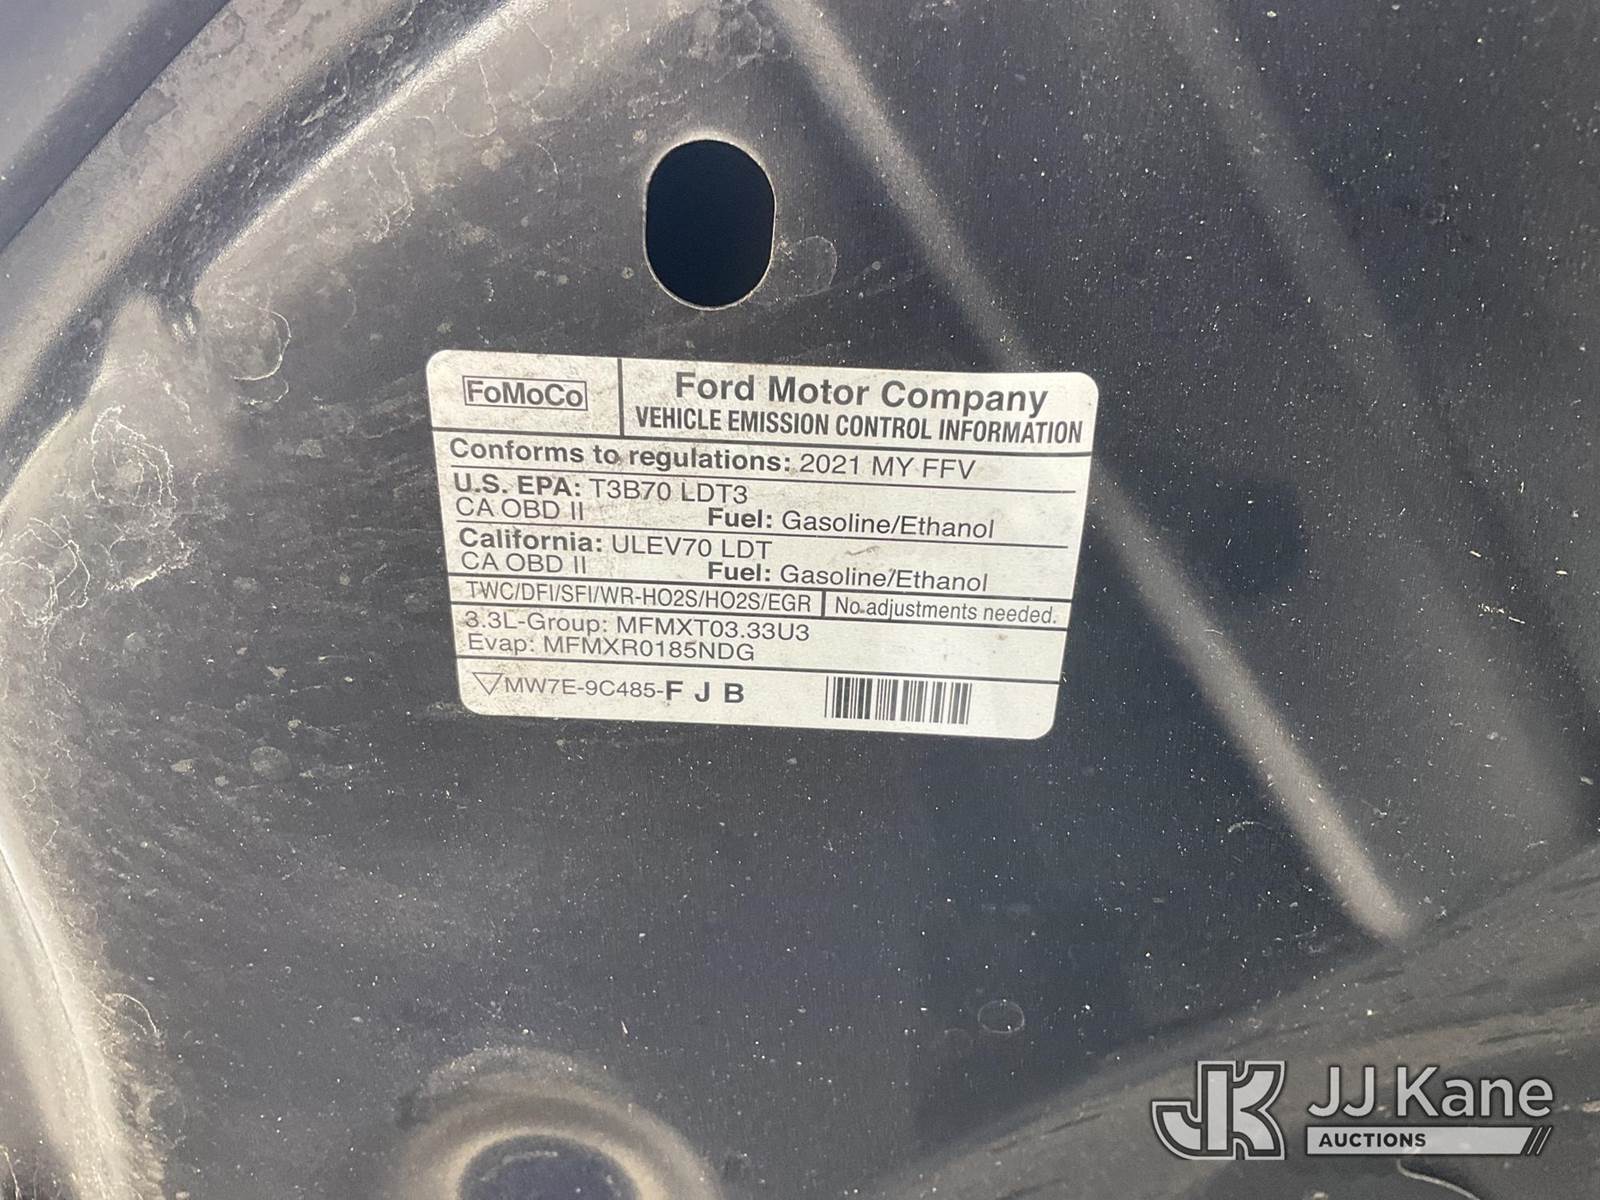 FoMoCo
Ford Motor Company
VEHICLE EMISSION CONTROL INFORMATION
Conforms to regulations: 2021 MY FFV
U.S. EPA: T3B70 LDT3
CA OBD II Fuel: Gasoline/Ethanol
California: ULEV70 LDT
CA OBD II Fuel: Gasoline/Ethanol
TWC/DFI/SFI/WR-HO2S/HO2S/EGR No adjustments needed.
3.3L-Group: MFMXT03.33U3
Evap: MFMXR0185NDG
MW7E-9C485-F J B
JK JJ Kane
AUCTIONS